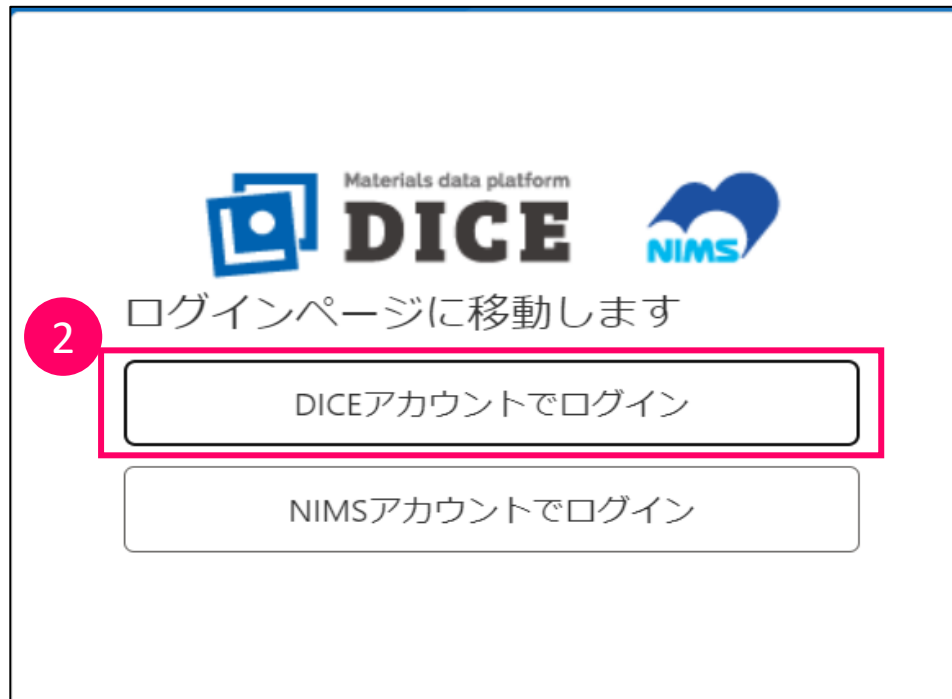 Materials data platform
DICE
NIMS
ログインページに移動します
2
DICEアカウントでログイン
NIMSアカウントでログイン